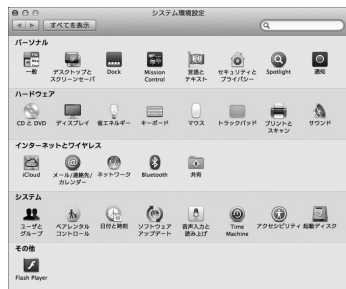 システム環境設定
すべてを表示
パーソナル
一般
デスクトップと
スクリーンセーバ
Dock
Mission
Control
言語と
テキスト
セキュリティと
プライバシー
Spotlight
通知
ハードウェア
CD と DVD
ディスプレイ
省エネルギー
キーボード
マウス
トラックパッド
プリントと
スキャン
サウンド
インターネットとワイヤレス
iCloud
メール/連絡先/
カレンダー
ネットワーク
Bluetooth
共有
システム
ユーザと
グループ
ペアレンタル
コントロール
日付と時刻
ソフトウェア
アップデート
音声入力と
読み上げ
Time
Machine
アクセシビリティ
起動ディスク
その他
Flash Player